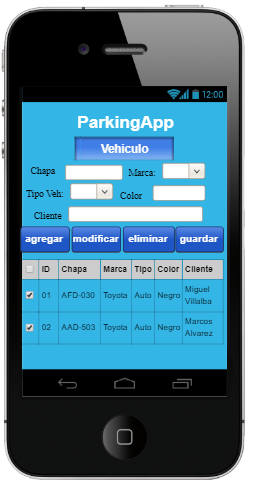 12:00
ParkingApp
Vehiculo
Chapa Marca:
Tipo Veh: Color
Cliente
agregar modificar eliminar guardar
ID Chapa Marca Tipo Color Cliente
01 AFD-030 Toyota Auto Negro Miguel Villalba
02 AAD-503 Toyota Auto Negro Marcos Alvarez